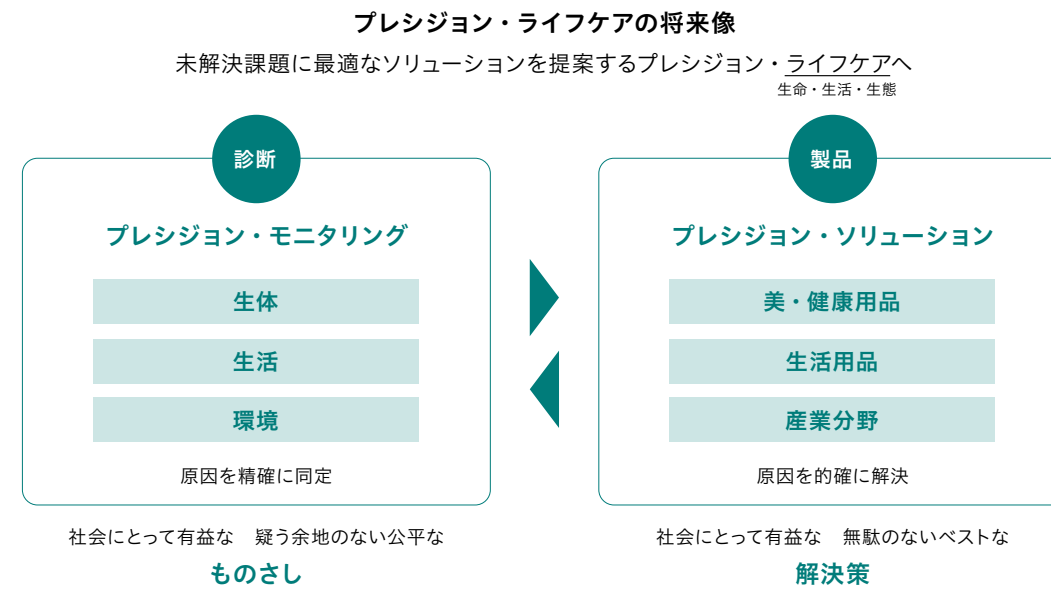 プレシジョン・ライフケアの将来像
未解決課題に最適なソリューションを提案するプレシジョン・ライフケアへ
生命・生活・生態
診断
プレシジョン・モニタリング
生体
生活
環境
原因を精確に同定
社会にとって有益な　疑う余地のない公平な
ものさし
製品
プレシジョン・ソリューション
美・健康用品
生活用品
産業分野
原因を的確に解決
社会にとって有益な　無駄のないベストな
解決策